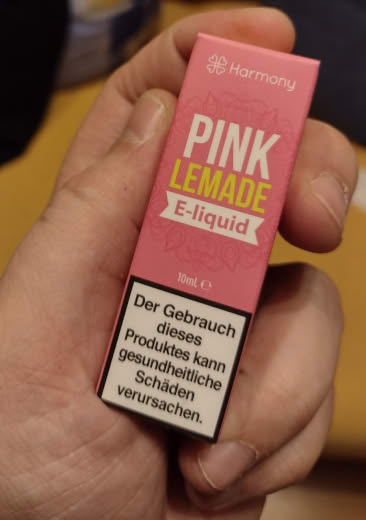 Harmony
PINK
LEMADE
E-liquid
10mL ℮
Der Gebrauch
dieses
Produktes kann
gesundheitliche
Schäden
verursachen.